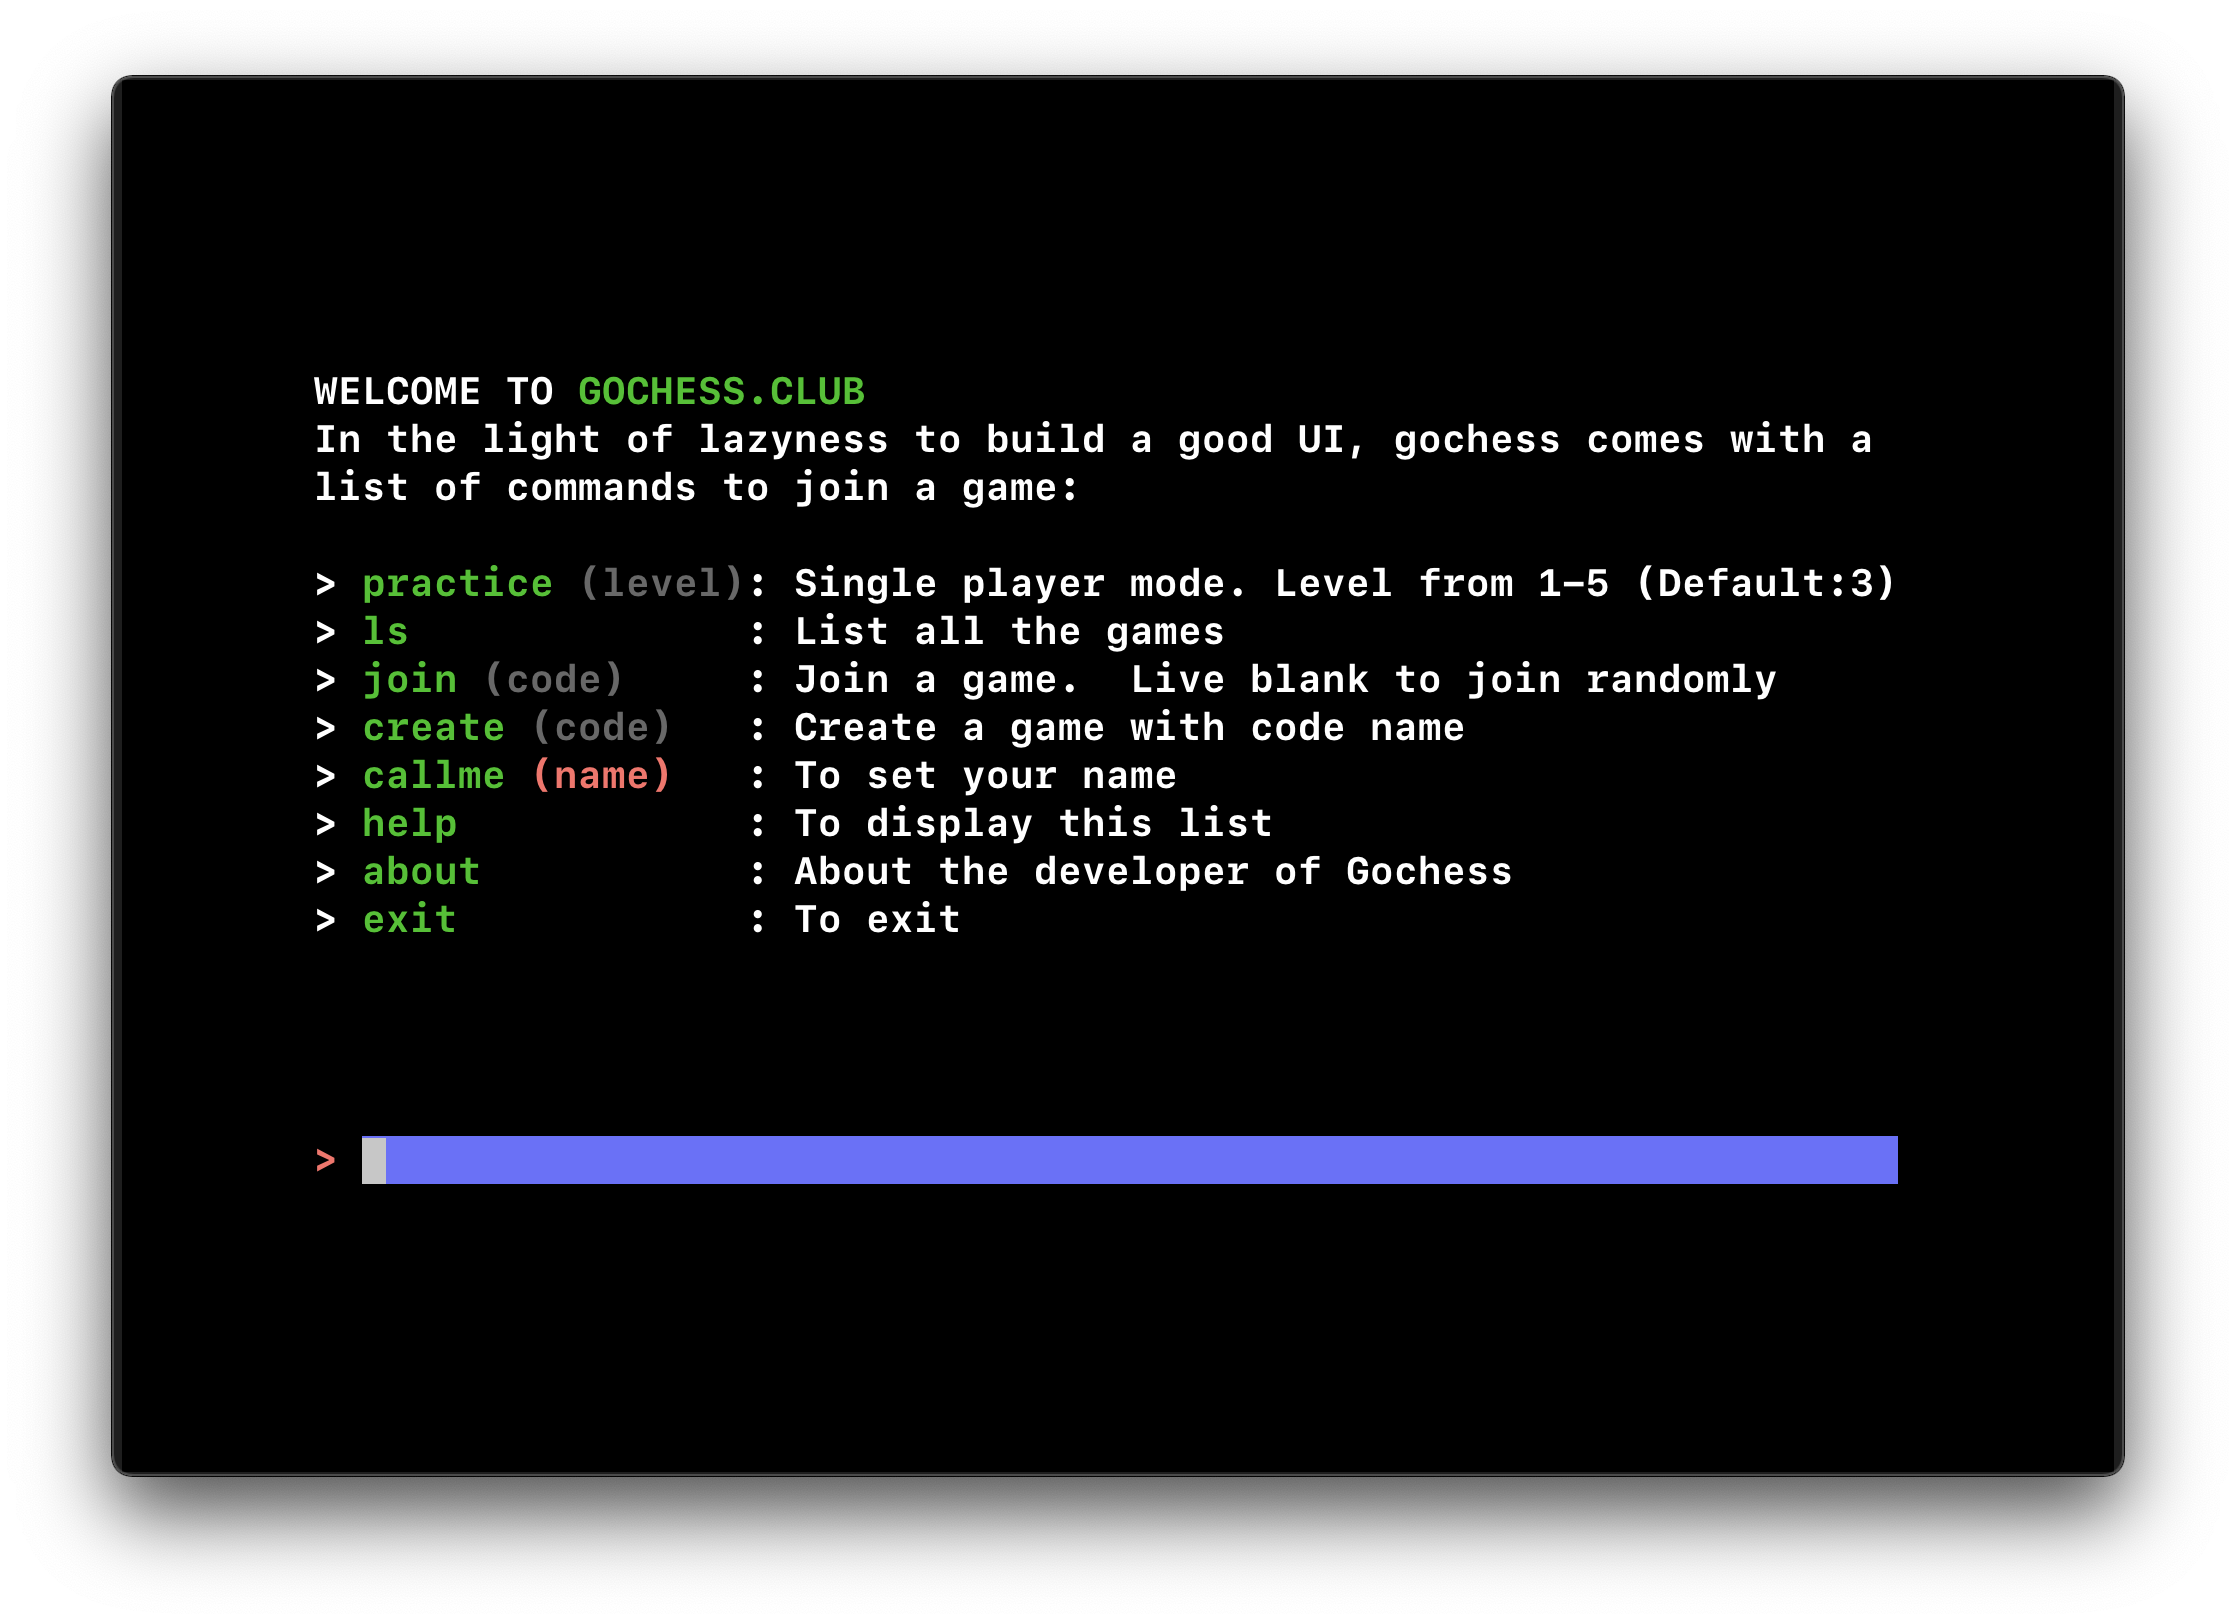 WELCOME TO GOCHESS.CLUB
In the light of lazyness to build a good UI, gochess comes with a
list of commands to join a game:
> practice (level): Single player mode. Level from 1-5 (Default:3)
> ls              : List all the games
> join (code)     : Join a game.  Live blank to join randomly
> create (code)   : Create a game with code name
> callme (name)   : To set your name
> help            : To display this list
> about           : About the developer of Gochess
> exit            : To exit
>